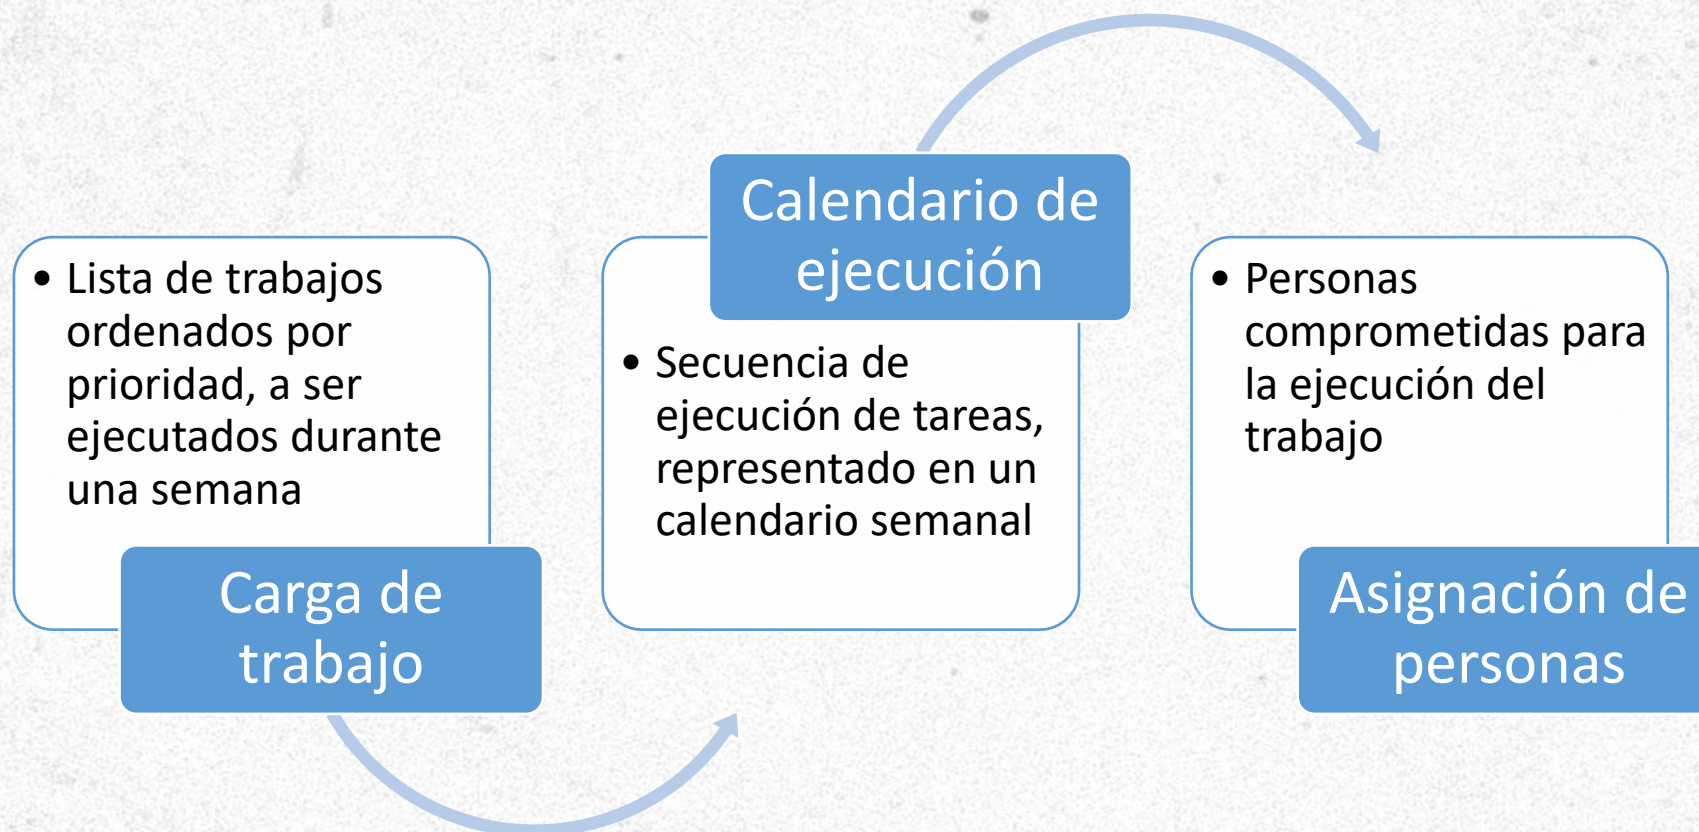 • Lista de trabajos
ordenados por
prioridad, a ser
ejecutados durante
una semana
Carga de
trabajo
Calendario de
ejecución
• Secuencia de
ejecución de tareas,
representado en un
calendario semanal
• Personas
comprometidas para
la ejecución del
trabajo
Asignación de
personas